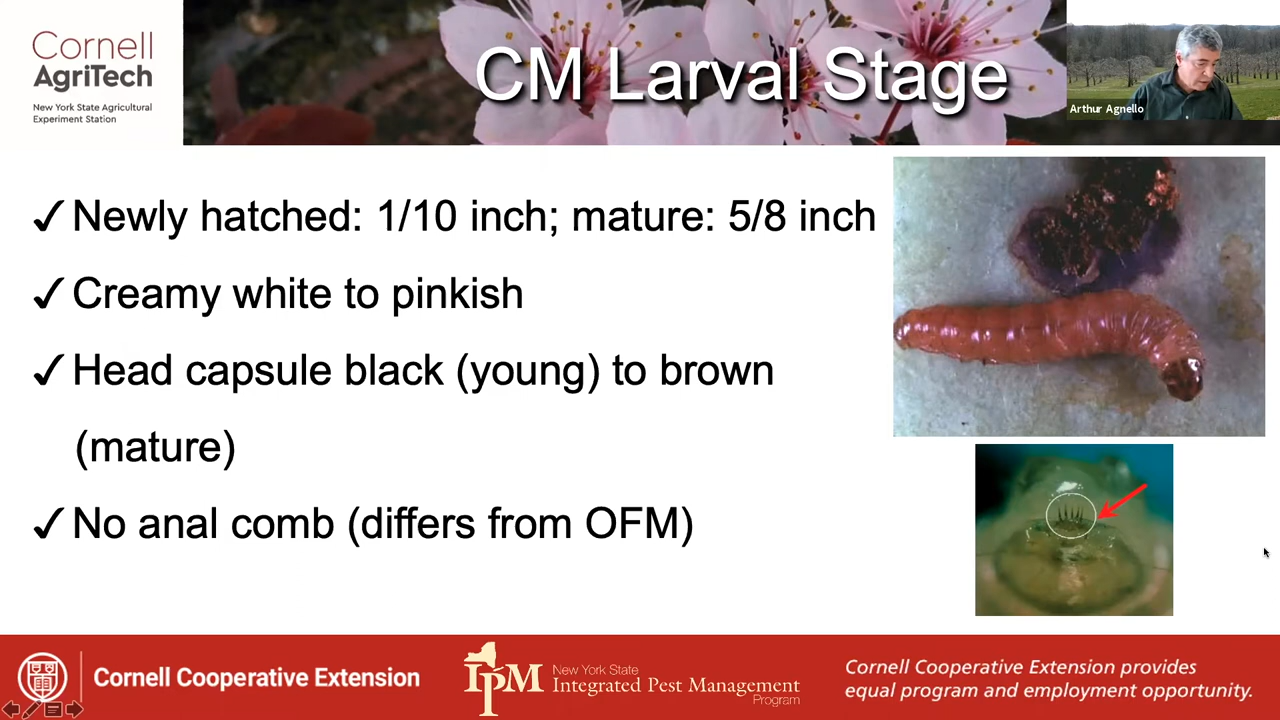 Cornell
AgriTech
New York State Agricultural
Experiment Station
CM Larval Stage
Arthur Agnello
✓Newly hatched: 1/10 inch; mature: 5/8 inch
✓Creamy white to pinkish
✓Head capsule black (young) to brown
(mature)
✓No anal comb (differs from OFM)
Cornell Cooperative Extension
IPM
New York State
Integrated Pest Management
Program
Cornell Cooperative Extension provides
equal program and employment opportunity.